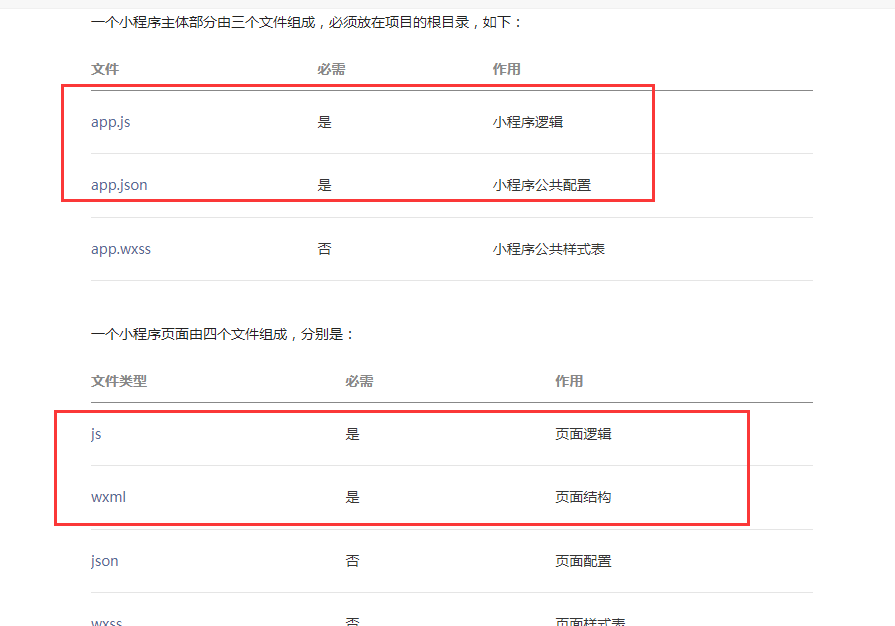 一个小程序主体部分由三个文件组成，必须放在项目的根目录，如下：
文件 必需 作用
app.js 是 小程序逻辑
app.json 是 小程序公共配置
app.wxss 否 小程序公共样式表
一个小程序页面由四个文件组成，分别是：
文件类型 必需 作用
js 是 页面逻辑
wxml 是 页面结构
json 否 页面配置
wxss 否 页面样式表